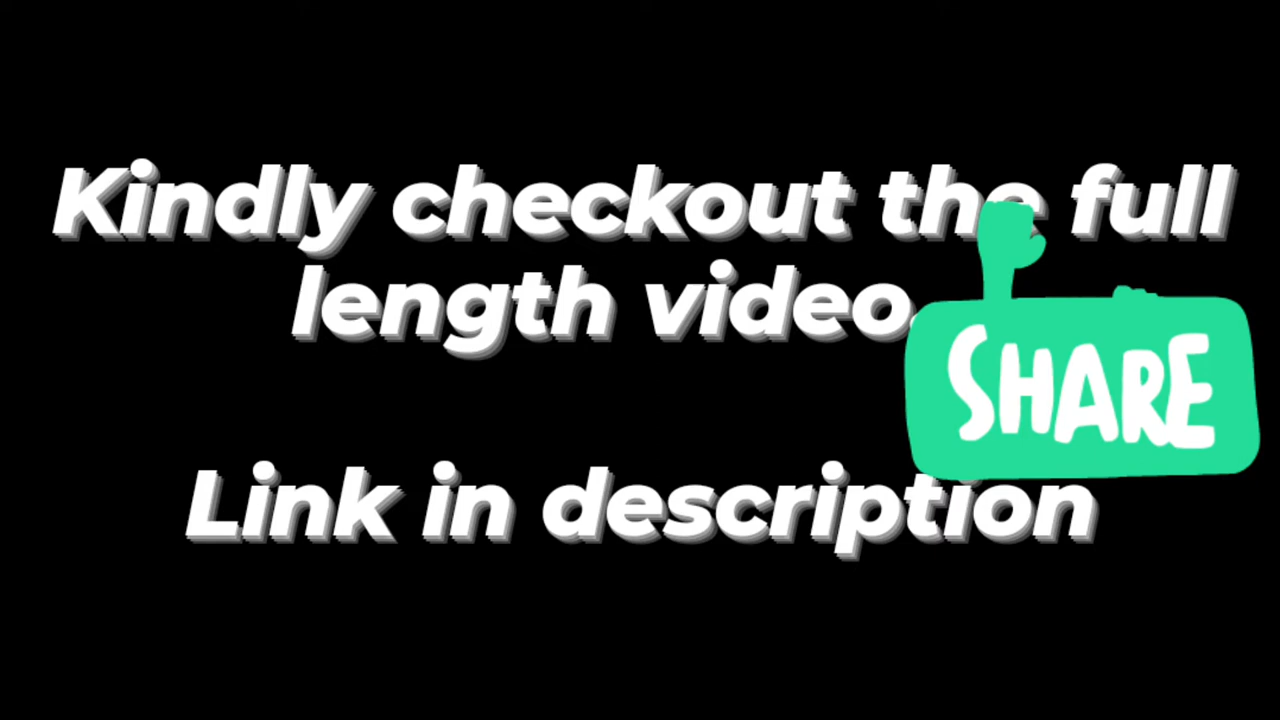 Kindly checkout the full
length video.
SHARE
Link in description